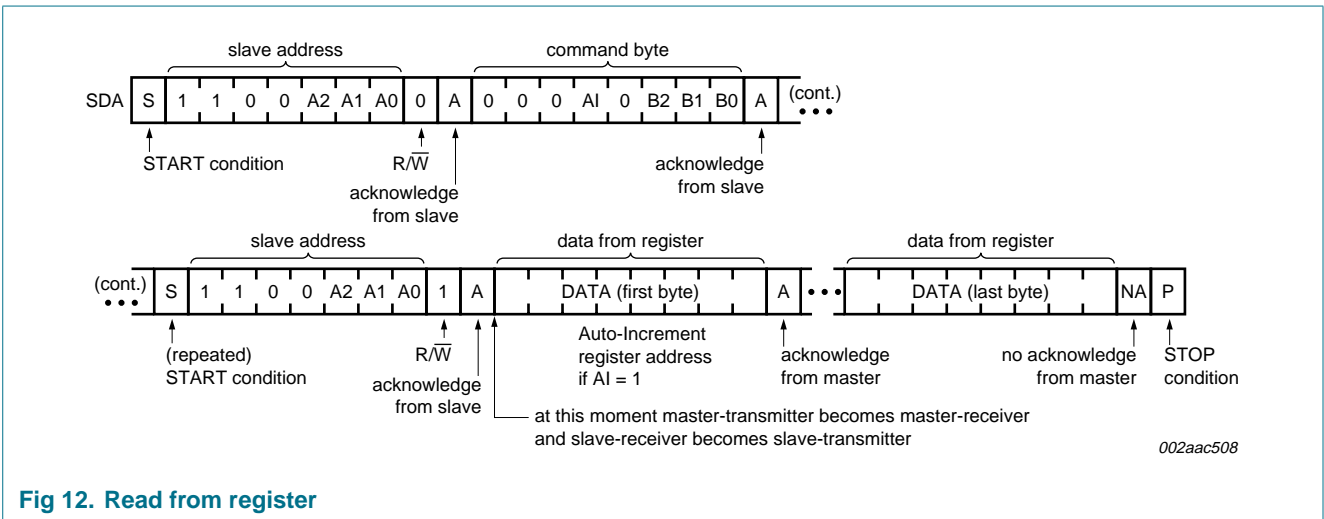 slave address command byte
SDA S 1 1 0 0 A2 A1 A0 0 A 0 0 0 AI 0 B2 B1 B0 A (cont.)
START condition R/W̅ acknowledge from slave acknowledge from slave
slave address data from register data from register
(cont.) S 1 1 0 0 A2 A1 A0 1 A DATA (first byte) A DATA (last byte) NA P
(repeated)
START condition
R/W̅
acknowledge
from slave
Auto-Increment
register address
if AI = 1
acknowledge
from master
no acknowledge
from master
STOP
condition
at this moment master-transmitter becomes master-receiver
and slave-receiver becomes slave-transmitter
002aac508
Fig 12. Read from register